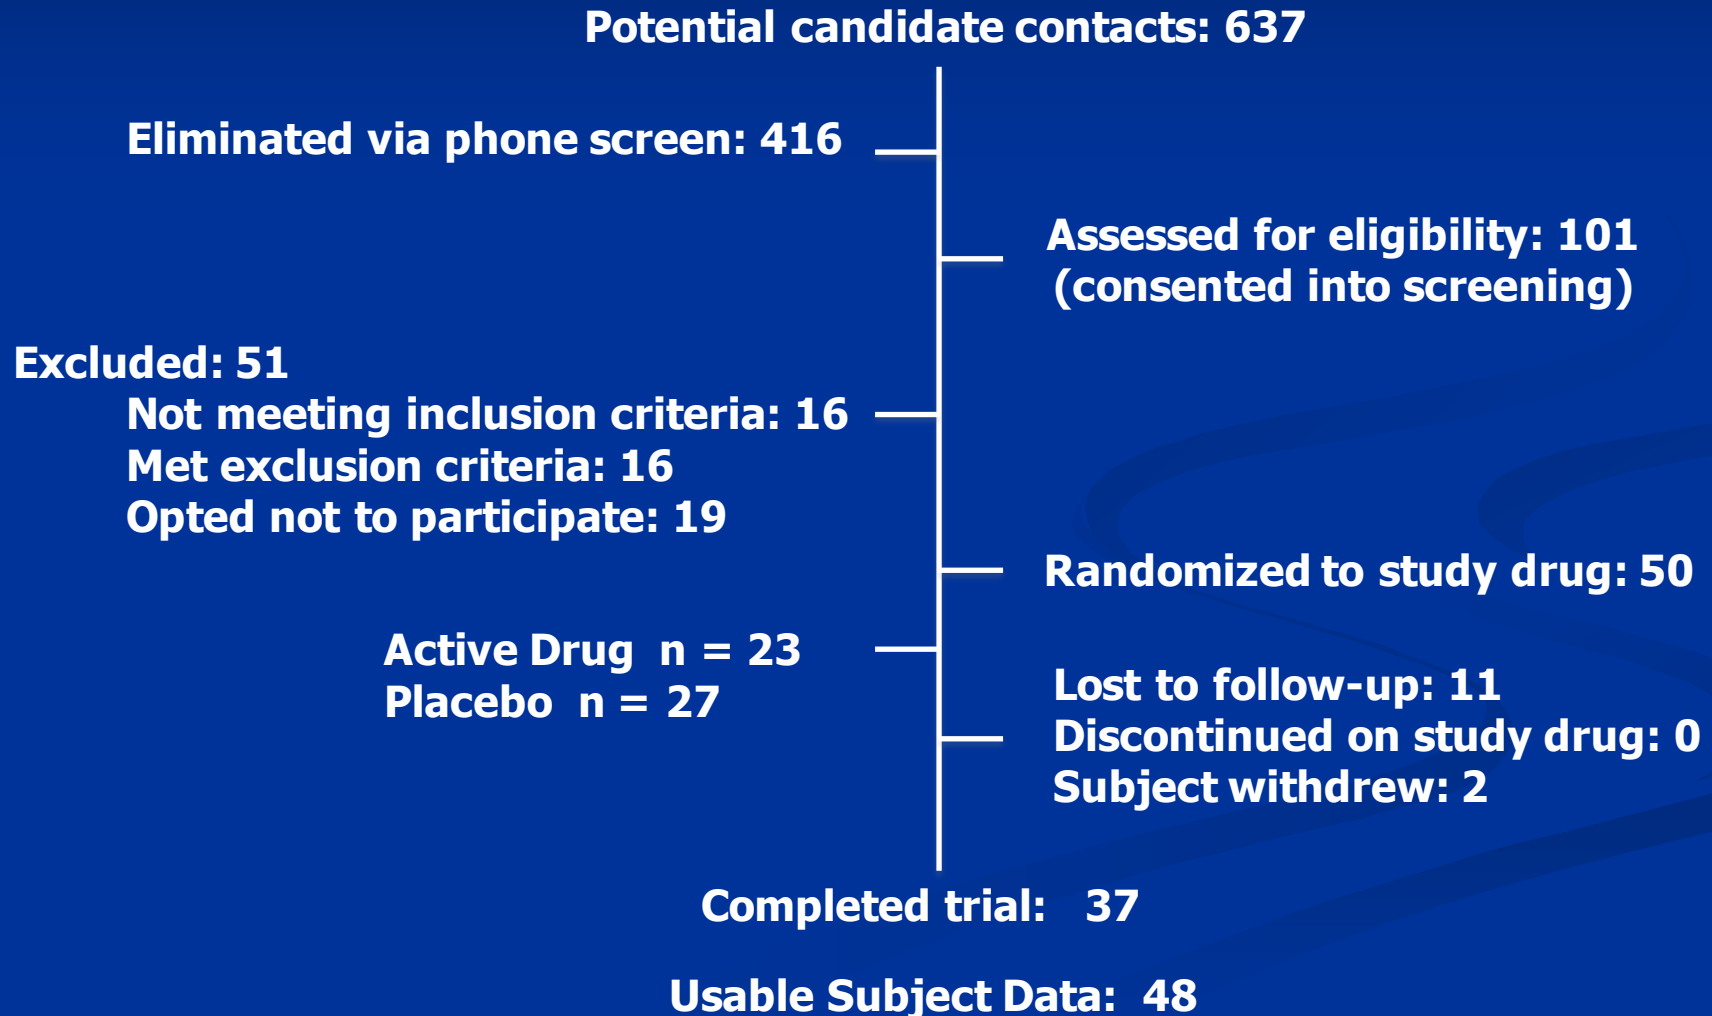 Potential candidate contacts: 637
Eliminated via phone screen: 416
Assessed for eligibility: 101
(consented into screening)
Excluded: 51
Not meeting inclusion criteria: 16
Met exclusion criteria: 16
Opted not to participate: 19
Randomized to study drug: 50
Active Drug n = 23
Placebo n = 27
Lost to follow-up: 11
Discontinued on study drug: 0
Subject withdrew: 2
Completed trial: 37
Usable Subject Data: 48